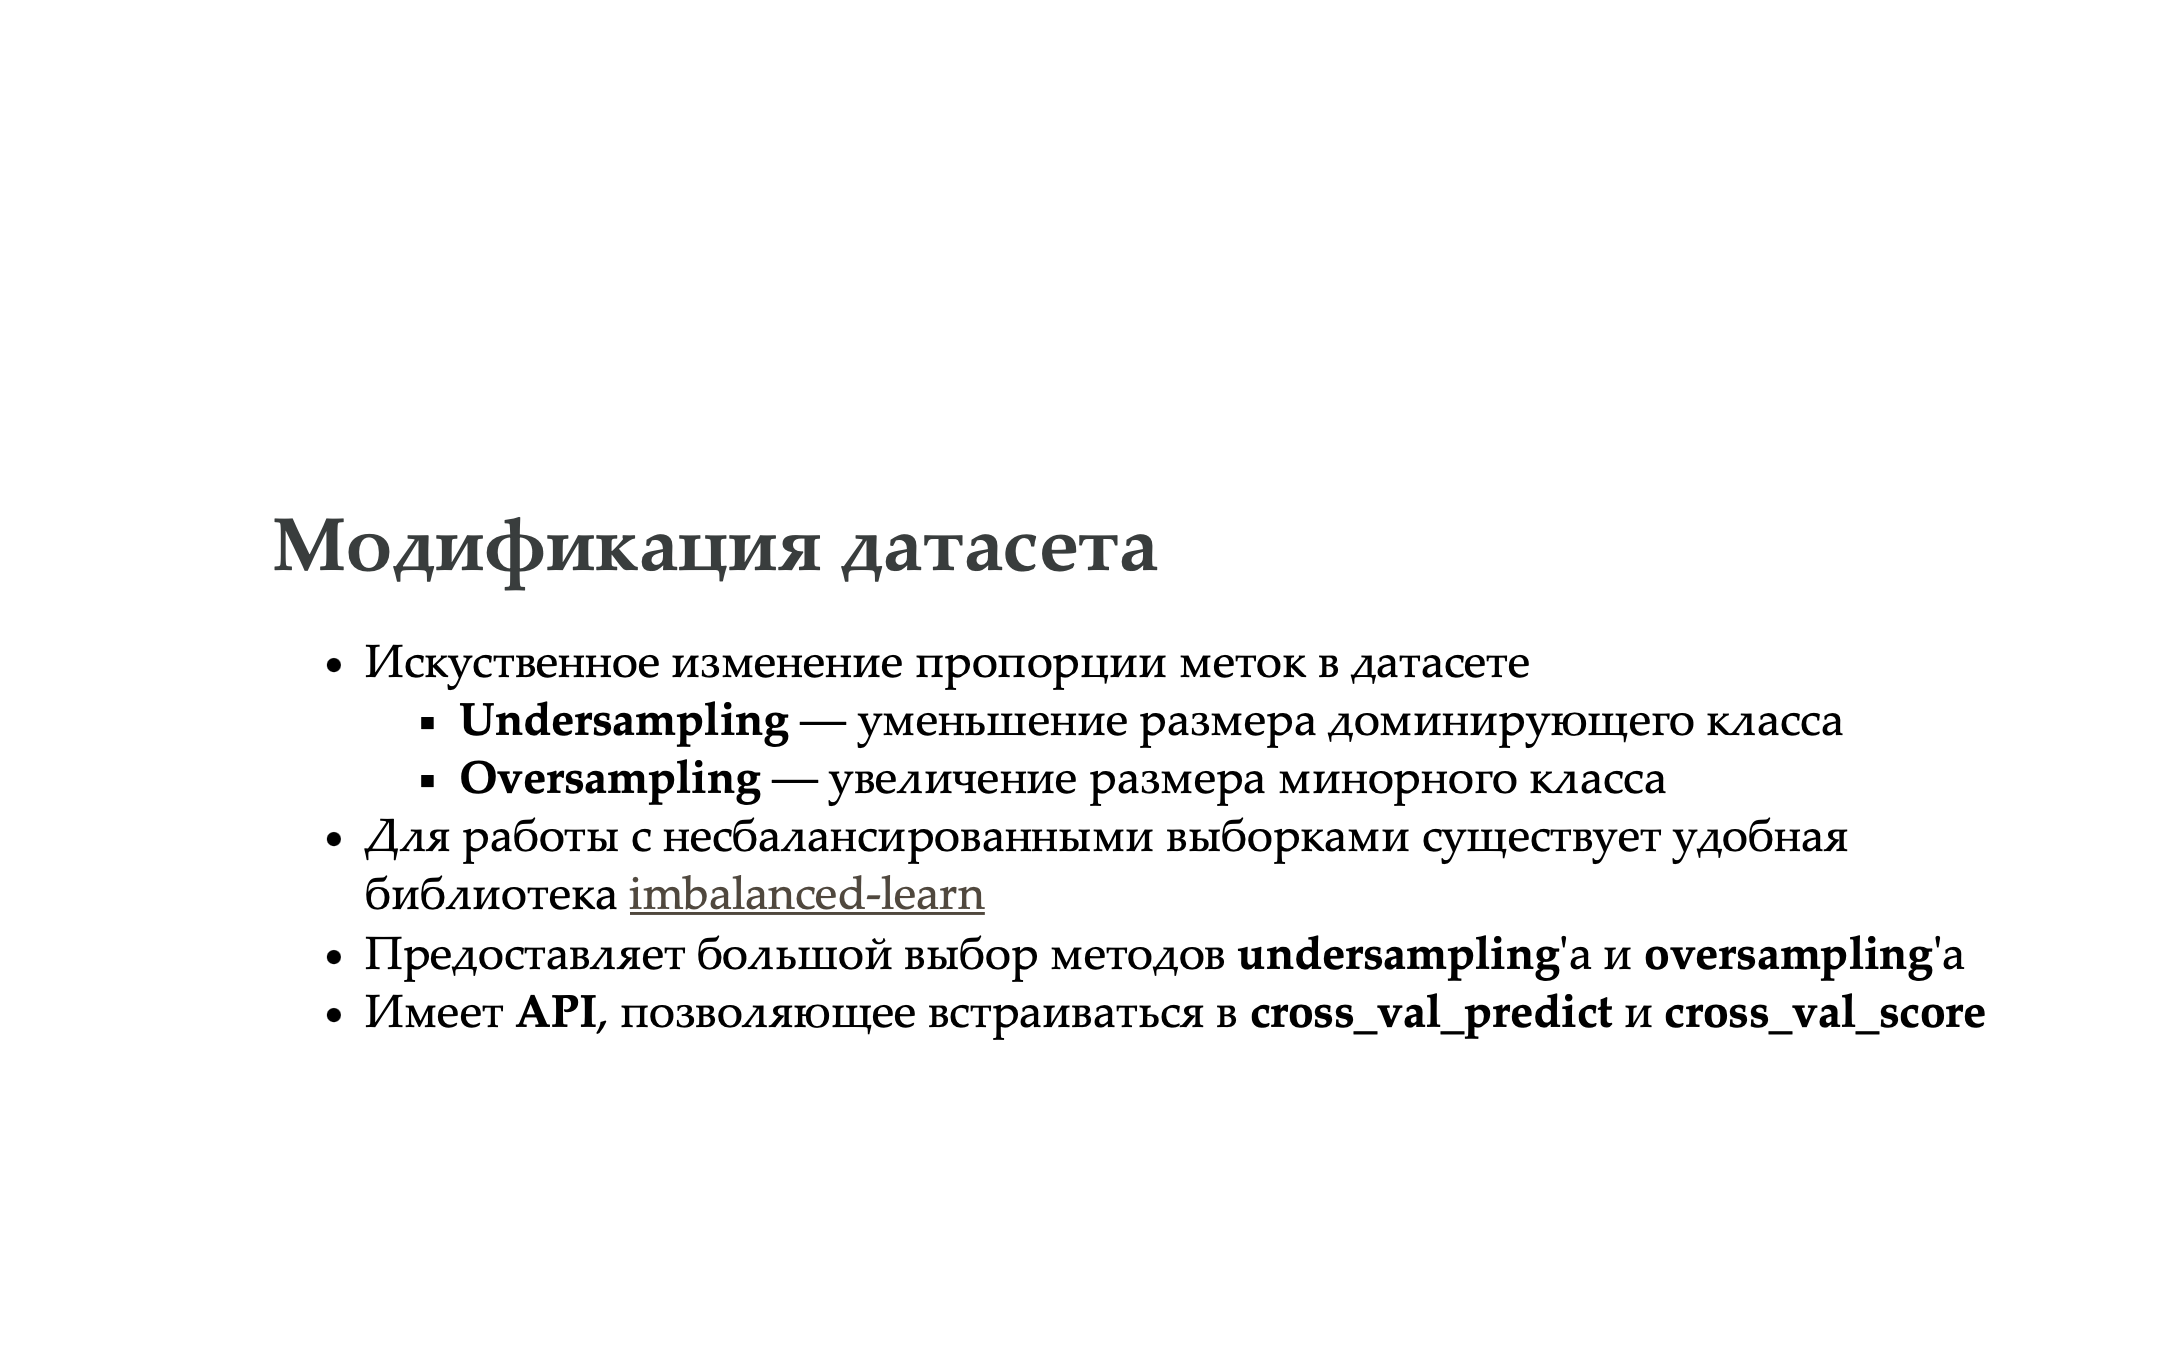 Модификация датасета
• Искуственное изменение пропорции меток в датасете
▪ Undersampling — уменьшение размера доминирующего класса
▪ Oversampling — увеличение размера минорного класса
• Для работы с несбалансированными выборками существует удобная
библиотека imbalanced-learn
• Предоставляет большой выбор методов undersampling'а и oversampling'а
• Имеет API, позволяющее встраиваться в cross_val_predict и cross_val_score